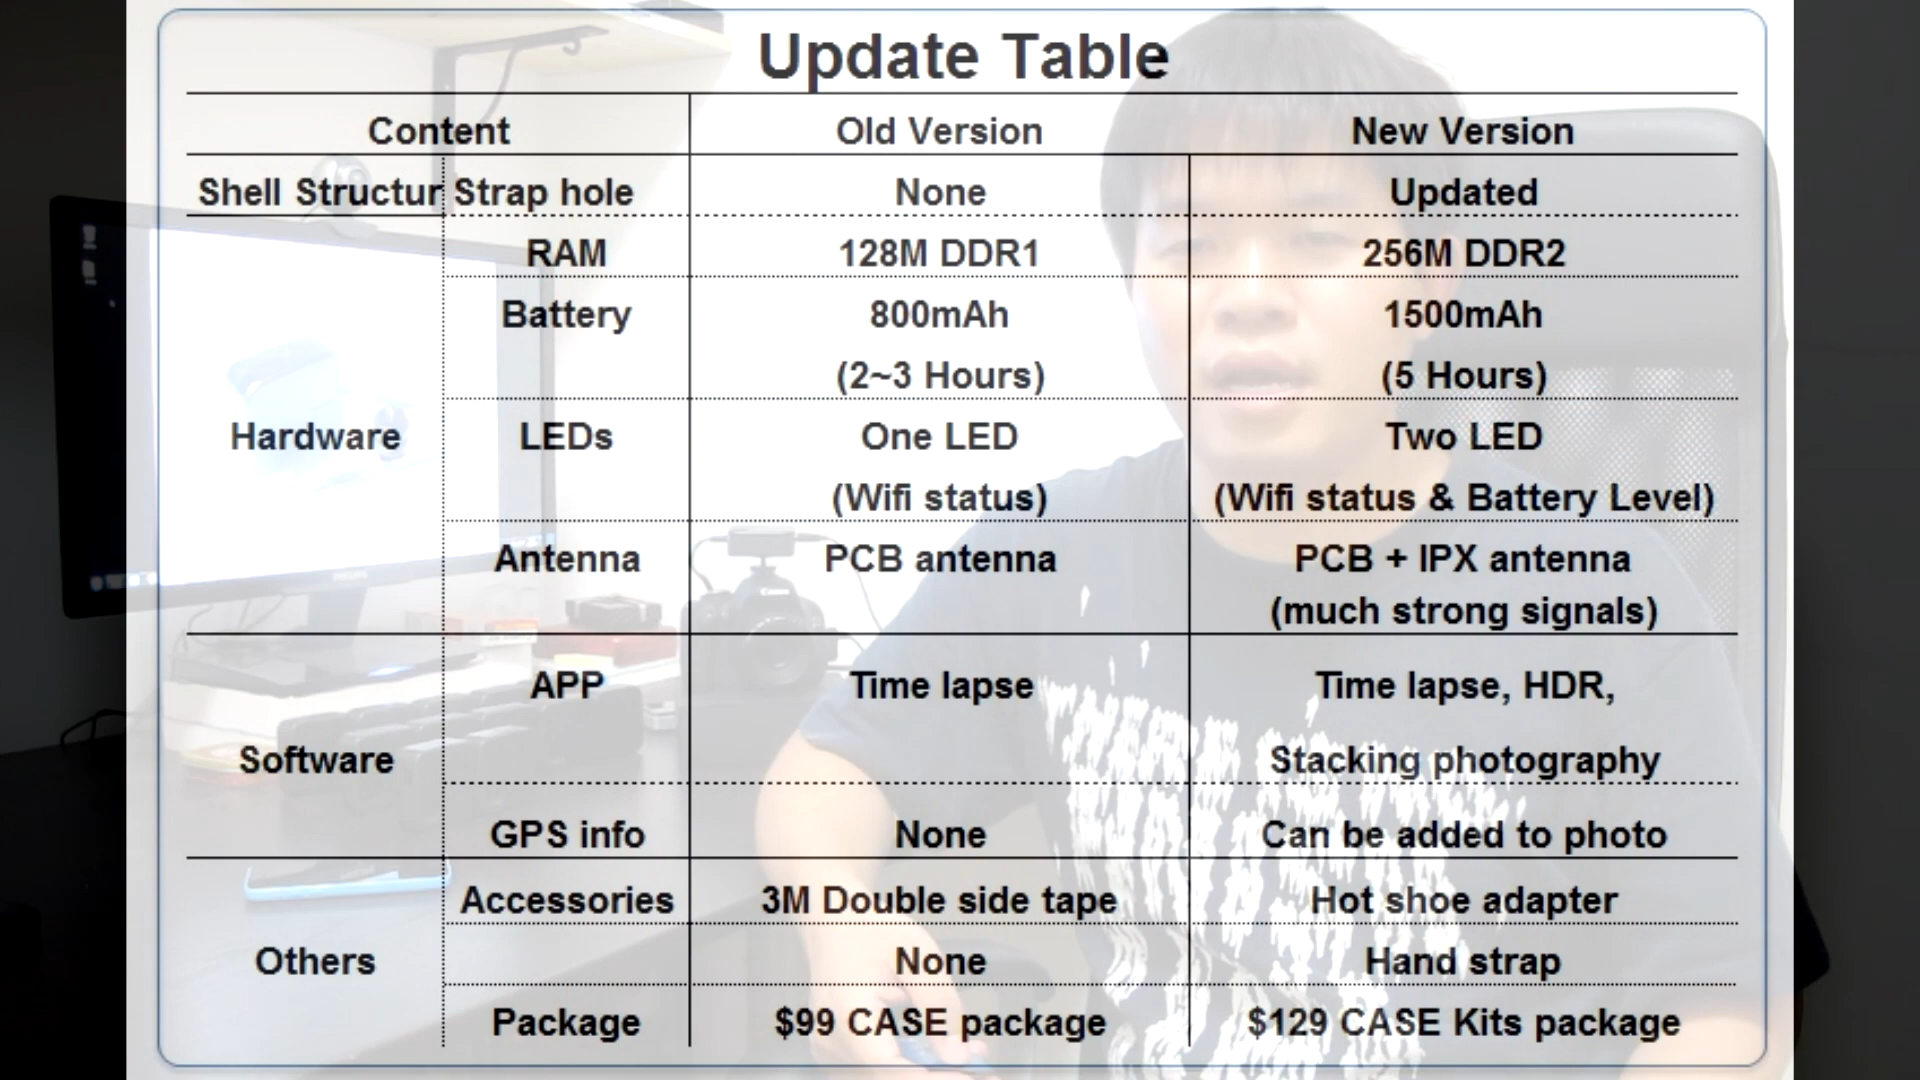 Update Table
Content Old Version New Version
Shell Structur Strap hole None Updated
RAM 128M DDR1 256M DDR2
Battery 800mAh 1500mAh
(2~3 Hours) (5 Hours)
Hardware LEDs One LED Two LED
(Wifi status) (Wifi status & Battery Level)
Antenna PCB antenna PCB + IPX antenna
(much strong signals)
APP Time lapse Time lapse, HDR,
Software Stacking photography
GPS info None Can be added to photo
Accessories 3M Double side tape Hot shoe adapter
Others None Hand strap
Package $99 CASE package $129 CASE Kits package